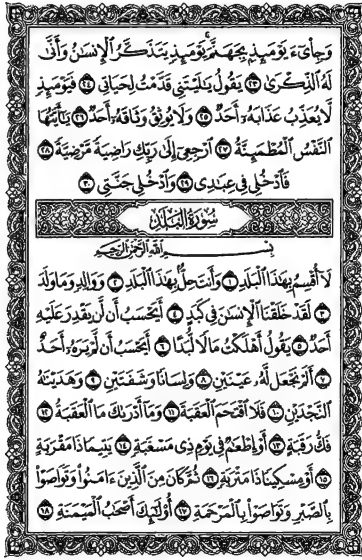 وَجِا۟ىٓءَ يَوْمَئِذِۭ بِجَهَنَّمَ يَوْمَئِذٍ يَتَذَكَّرُ ٱلْإِنسَٰنُ وَأَنَّىٰ
لَهُ ٱلذِّكْرَىٰ ٢٣ يَقُولُ يَٰلَيْتَنِى قَدَّمْتُ لِحَيَاتِى ٢٤ فَيَوْمَئِذٍ
لَّا يُعَذِّبُ عَذَابَهُۥٓ أَحَدٌ ٢٥ وَلَا يُوثِقُ وَثَاقَهُۥٓ أَحَدٌ ٢٦ يَٰٓأَيَّتُهَا
ٱلنَّفْسُ ٱلْمُطْمَئِنَّةُ ٢٧ ٱرْجِعِىٓ إِلَىٰ رَبِّكِ رَاضِيَةً مَّرْضِيَّةً ٢٨
فَٱدْخُلِى فِى عِبَٰدِى ٢٩ وَٱدْخُلِى جَنَّتِى ٣٠
سُورَةُ البَلَدِ
بِسْمِ ٱللَّهِ ٱلرَّحْمَٰنِ ٱلرَّحِيمِ
لَآ أُقْسِمُ بِهَٰذَا ٱلْبَلَدِ ١ وَأَنتَ حِلٌّۢ بِهَٰذَا ٱلْبَلَدِ ٢ وَوَالِدٍ وَمَا وَلَدَ
٣ لَقَدْ خَلَقْنَا ٱلْإِنسَٰنَ فِى كَبَدٍ ٤ أَيَحْسَبُ أَن لَّن يَقْدِرَ عَلَيْهِ
أَحَدٌ ٥ يَقُولُ أَهْلَكْتُ مَالًا لُّبَدًا ٦ أَيَحْسَبُ أَن لَّمْ يَرَهُۥٓ أَحَدٌ
٧ أَلَمْ نَجْعَل لَّهُۥ عَيْنَيْنِ ٨ وَلِسَانًا وَشَفَتَيْنِ ٩ وَهَدَيْنَٰهُ
ٱلنَّجْدَيْنِ ١٠ فَلَا ٱقْتَحَمَ ٱلْعَقَبَةَ ١١ وَمَآ أَدْرَىٰكَ مَا ٱلْعَقَبَةُ ١٢
فَكُّ رَقَبَةٍ ١٣ أَوْ إِطْعَٰمٌ فِى يَوْمٍ ذِى مَسْغَبَةٍ ١٤ يَتِيمًا ذَا مَقْرَبَةٍ
١٥ أَوْ مِسْكِينًا ذَا مَتْرَبَةٍ ١٦ ثُمَّ كَانَ مِنَ ٱلَّذِينَ ءَامَنُوا۟ وَتَوَاصَوْا۟
بِٱلصَّبْرِ وَتَوَاصَوْا۟ بِٱلْمَرْحَمَةِ ١٧ أُو۟لَٰٓئِكَ أَصْحَٰبُ ٱلْمَيْمَنَةِ ١٨